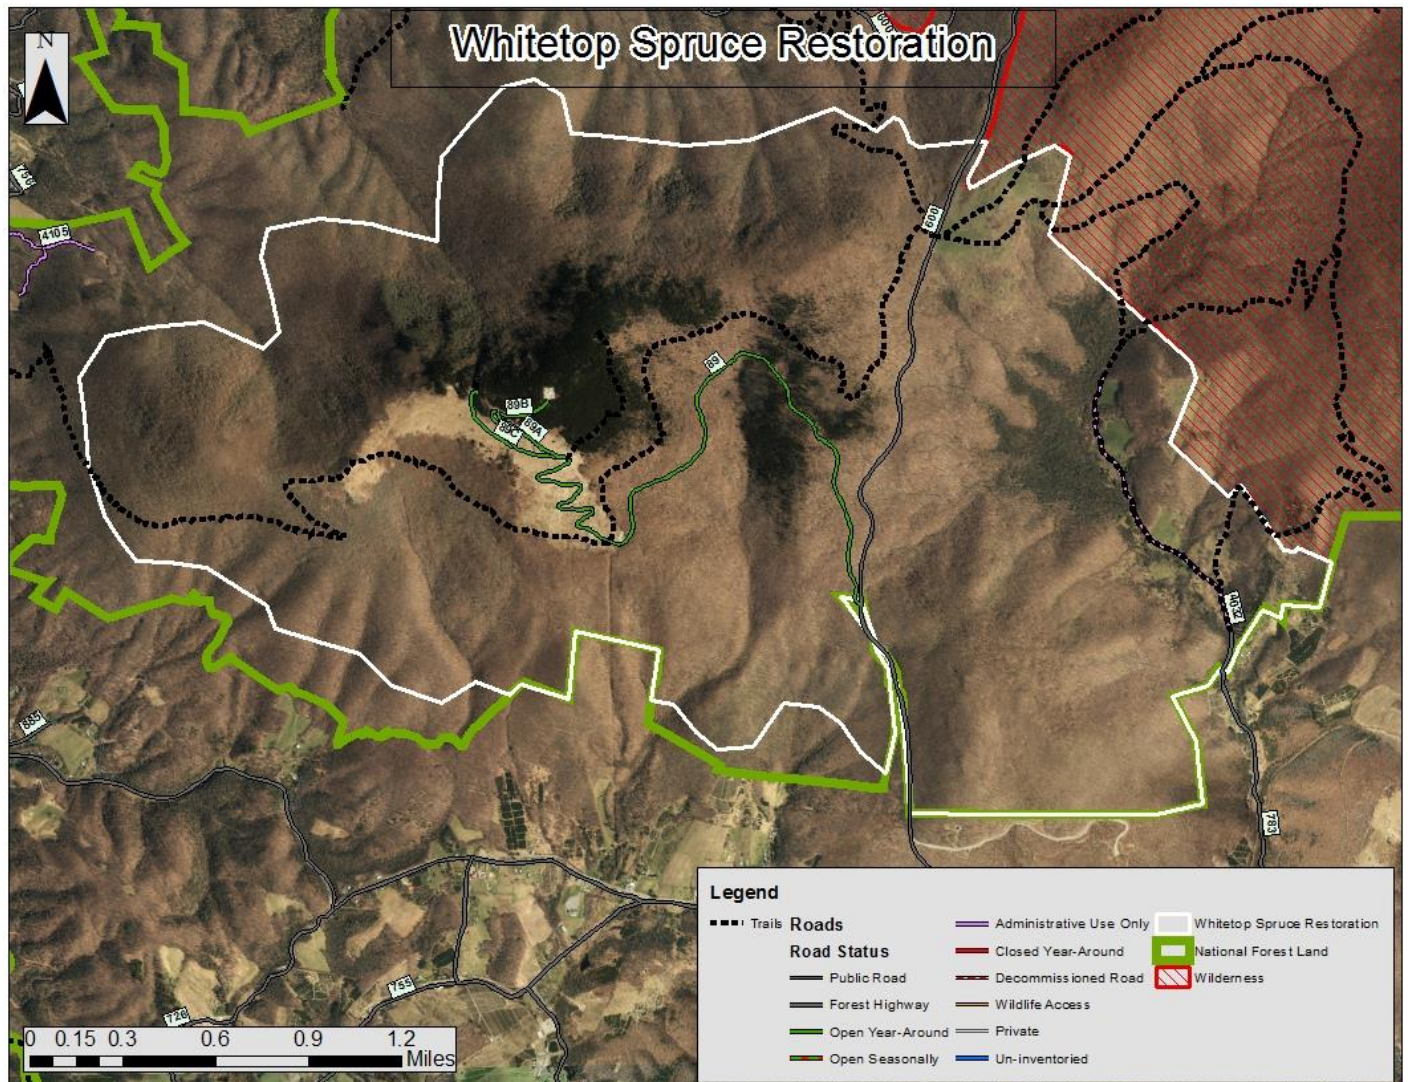 Whitetop Spruce Restoration
N
600
756
4105
600
89
89B
89A
89C
4032
885
783
755
726
0 0.15 0.3 0.6 0.9 1.2
Miles
Legend
Trails
Roads
Road Status
Public Road
Forest Highway
Open Year-Around
Open Seasonally
Administrative Use Only
Closed Year-Around
Decommissioned Road
Wildlife Access
Private
Un-inventoried
Whitetop Spruce Restoration
National Forest Land
Wilderness